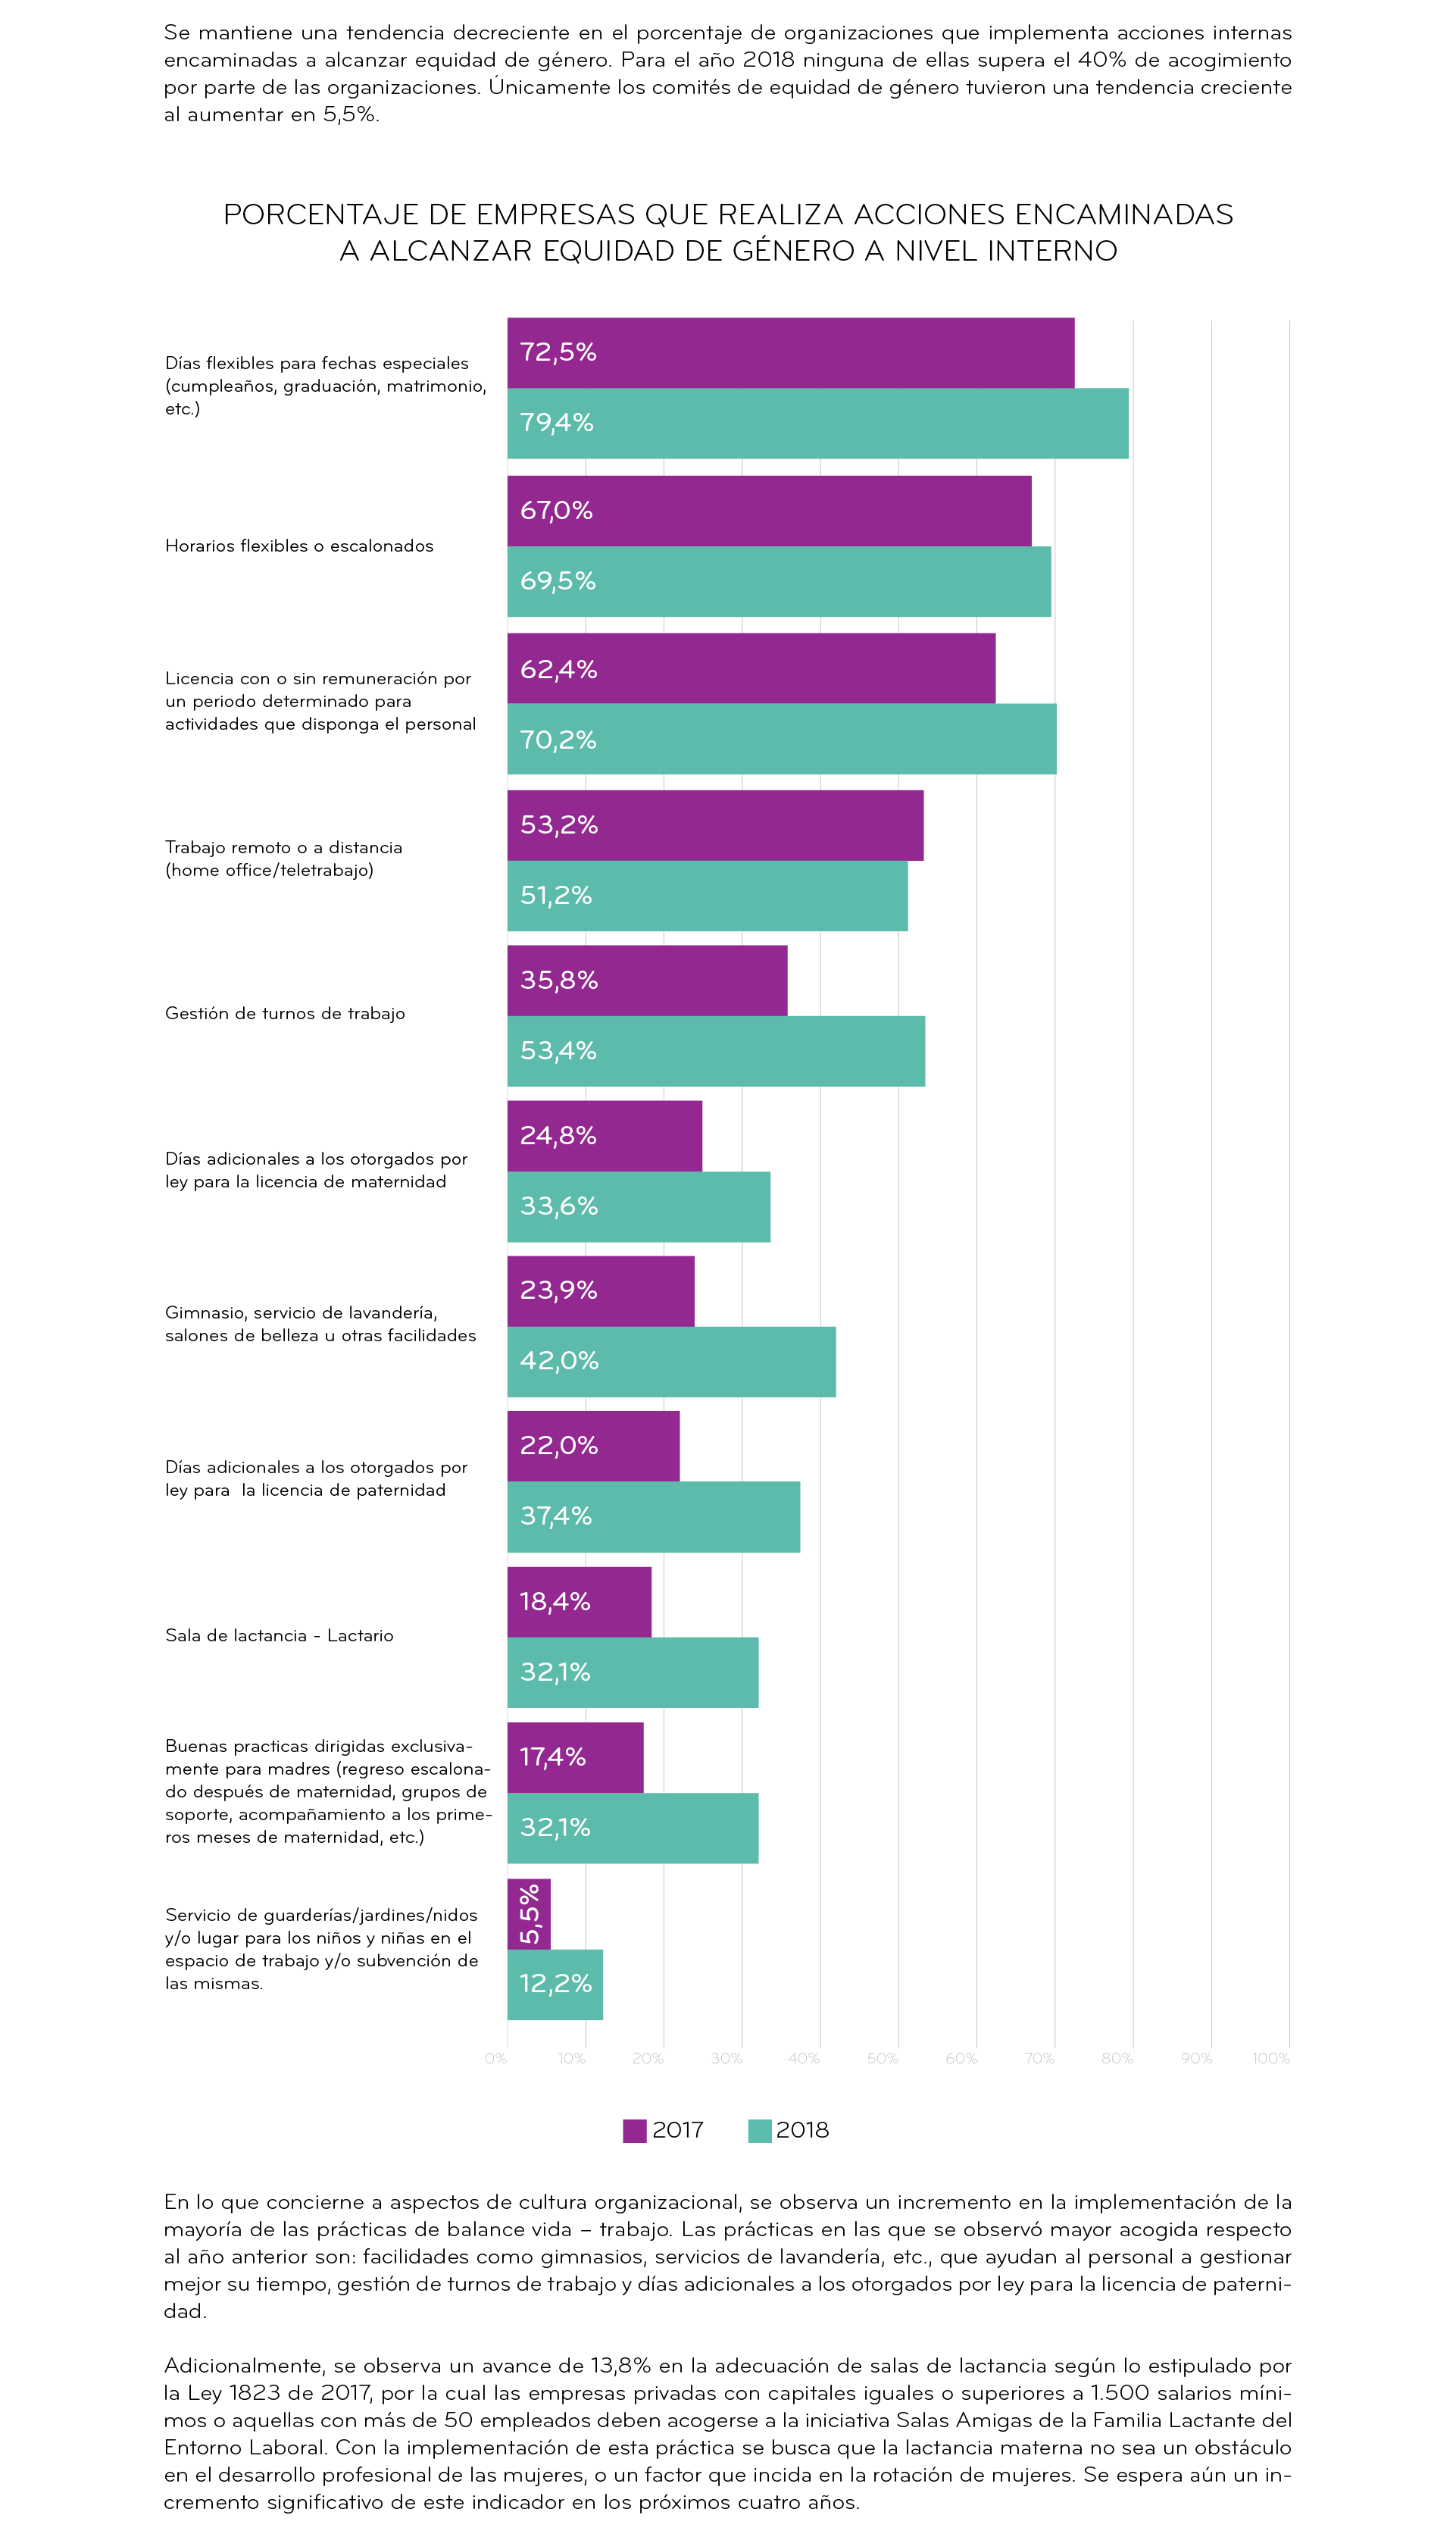 Se mantiene una tendencia decreciente en el porcentaje de organizaciones que implementa acciones internas
encaminadas a alcanzar equidad de género. Para el año 2018 ninguna de ellas supera el 40% de acogimiento
por parte de las organizaciones. Únicamente los comités de equidad de género tuvieron una tendencia creciente
al aumentar en 5,5%.
PORCENTAJE DE EMPRESAS QUE REALIZA ACCIONES ENCAMINADAS
A ALCANZAR EQUIDAD DE GÉNERO A NIVEL INTERNO
Días flexibles para fechas especiales
(cumpleaños, graduación, matrimonio,
etc.)
72,5%
79,4%
Horarios flexibles o escalonados
67,0%
69,5%
Licencia con o sin remuneración por
un periodo determinado para
actividades que disponga el personal
62,4%
70,2%
Trabajo remoto o a distancia
(home office/teletrabajo)
53,2%
51,2%
Gestión de turnos de trabajo
35,8%
53,4%
Días adicionales a los otorgados por
ley para la licencia de maternidad
24,8%
33,6%
Gimnasio, servicio de lavandería,
salones de belleza u otras facilidades
23,9%
42,0%
Días adicionales a los otorgados por
ley para  la licencia de paternidad
22,0%
37,4%
Sala de lactancia - Lactario
18,4%
32,1%
Buenas practicas dirigidas exclusiva-
mente para madres (regreso escalona-
do después de maternidad, grupos de
soporte, acompañamiento a los prime-
ros meses de maternidad, etc.)
17,4%
32,1%
Servicio de guarderías/jardines/nidos
y/o lugar para los niños y niñas en el
espacio de trabajo y/o subvención de
las mismas.
5,5%
12,2%
0% 10% 20% 30% 40% 50% 60% 70% 80% 90% 100%
2017 2018
En lo que concierne a aspectos de cultura organizacional, se observa un incremento en la implementación de la
mayoría de las prácticas de balance vida – trabajo. Las prácticas en las que se observó mayor acogida respecto
al año anterior son: facilidades como gimnasios, servicios de lavandería, etc., que ayudan al personal a gestionar
mejor su tiempo, gestión de turnos de trabajo y días adicionales a los otorgados por ley para la licencia de paterni-
dad.
Adicionalmente, se observa un avance de 13,8% en la adecuación de salas de lactancia según lo estipulado por
la Ley 1823 de 2017, por la cual las empresas privadas con capitales iguales o superiores a 1.500 salarios míni-
mos o aquellas con más de 50 empleados deben acogerse a la iniciativa Salas Amigas de la Familia Lactante del
Entorno Laboral. Con la implementación de esta práctica se busca que la lactancia materna no sea un obstáculo
en el desarrollo profesional de las mujeres, o un factor que incida en la rotación de mujeres. Se espera aún un in-
cremento significativo de este indicador en los próximos cuatro años.